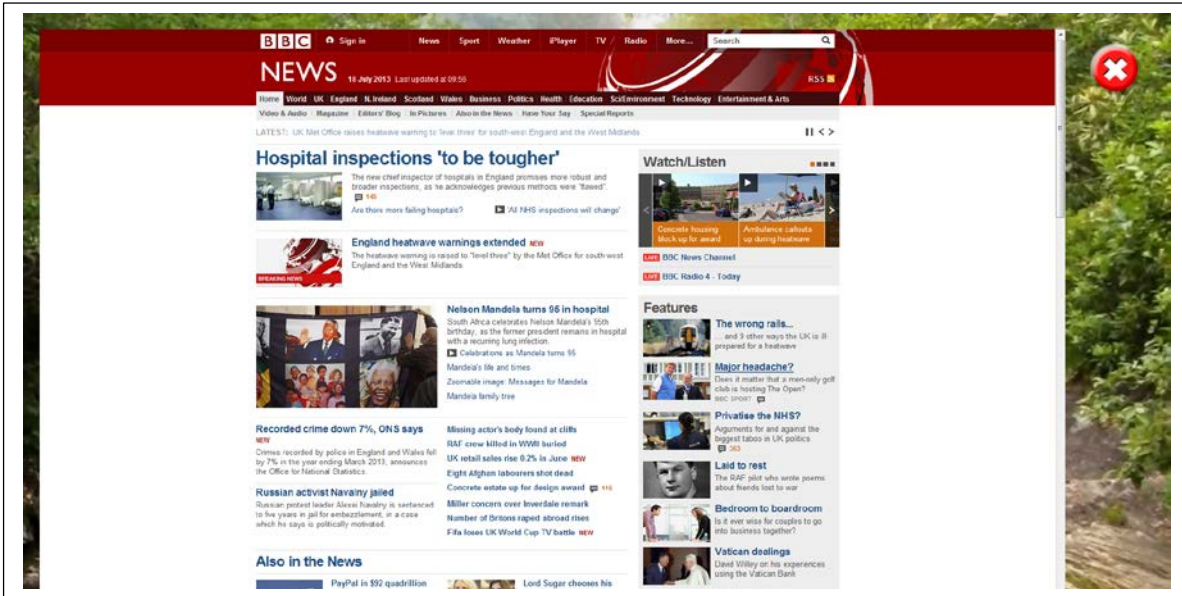 BBC Sign in News Sport Weather iPlayer TV Radio More... Search
NEWS 18 July 2013 Last updated at 09:56 RSS
Home World UK England N. Ireland Scotland Wales Business Politics Health Education Sci/Environment Technology Entertainment & Arts
Video & Audio Magazine Editors' Blog In Pictures Also in the News Have Your Say Special Reports
LATEST: UK Met Office raises heatwave warning to 'level three' for south-west England and the West Midlands.
Hospital inspections 'to be tougher'
The new chief inspector of hospitals in England promises more robust and
broader inspections, as he acknowledges previous methods were "flawed".
145
Are there more failing hospitals? 'All NHS inspections will change'
England heatwave warnings extended NEW
The heatwave warning is raised to "level three" by the Met Office for south-west
England and the West Midlands.
BREAKING NEWS
Nelson Mandela turns 95 in hospital
South Africa celebrates Nelson Mandela's 95th
birthday, as the former president remains in hospital
with a recurring lung infection.
Celebrations as Mandela turns 95
Mandela's life and times
Zoomable image: Messages for Mandela
Mandela family tree
Recorded crime down 7%, ONS says
NEW
Crimes recorded by police in England and Wales fell
by 7% in the year ending March 2013, announces
the Office for National Statistics.
Russian activist Navalny jailed
Russian protest leader Alexei Navalny is sentenced
to five years in jail for embezzlement, in a case
which he says is politically motivated.
Missing actor's body found at cliffs
RAF crew killed in WWII buried
UK retail sales rise 0.2% in June NEW
Eight Afghan labourers shot dead
Concrete estate up for design award 116
Miller concern over Inverdale remark
Number of Britons raped abroad rises
Fifa loses UK World Cup TV battle NEW
Also in the News
PayPal in $92 quadrillion
Lord Sugar chooses his
Watch/Listen
Concrete housing
block up for award
Ambulance callouts
up during heatwave
LIVE BBC News Channel
LIVE BBC Radio 4 - Today
Features
The wrong rails...
... and 9 other ways the UK is ill-
prepared for a heatwave
Major headache?
Does it matter that a men-only golf
club is hosting The Open?
BBC SPORT
Privatise the NHS?
Arguments for and against the
biggest taboo in UK politics
263
Laid to rest
The RAF pilot who wrote poems
about friends lost to war
Bedroom to boardroom
Is it ever wise for couples to go
into business together?
Vatican dealings
David Willey on his experiences
using the Vatican Bank